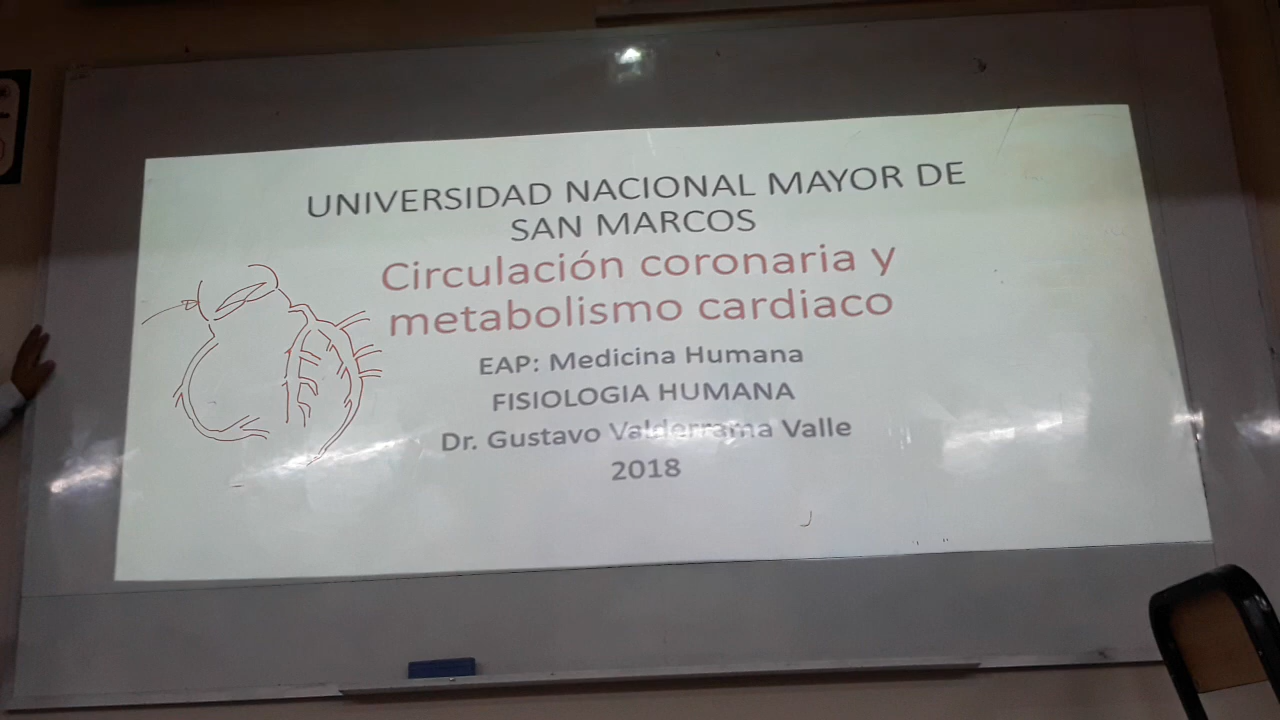 UNIVERSIDAD NACIONAL MAYOR DE
SAN MARCOS
Circulación coronaria y
metabolismo cardiaco
EAP: Medicina Humana
FISIOLOGIA HUMANA
Dr. Gustavo Valderrama Valle
2018